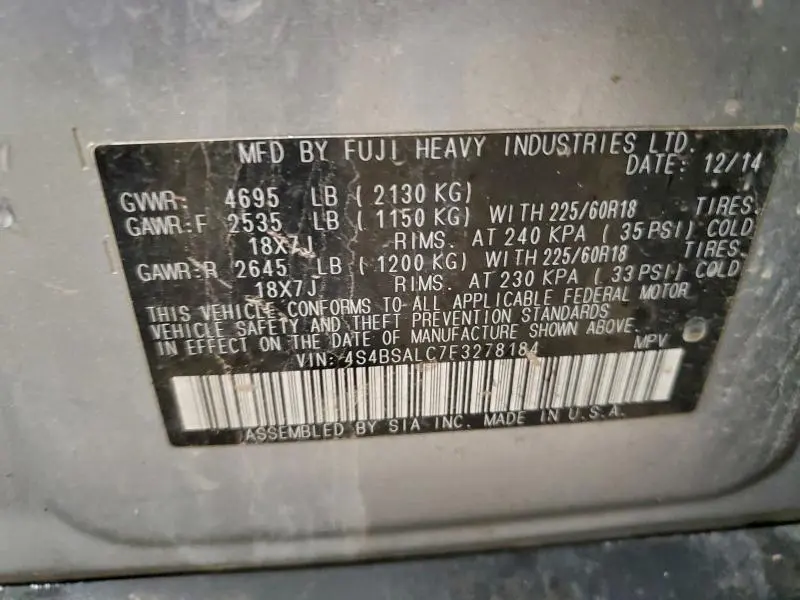 MFD BY FUJI HEAVY INDUSTRIES LTD.
DATE: 12/14
GVWR: 4695 LB ( 2130 KG)
GAWR:F 2535 LB ( 1150 KG) WITH 225/60R18 TIRES
18X7J RIMS. AT 240 KPA ( 35 PSI) COLD
GAWR:R 2645 LB ( 1200 KG) WITH 225/60R18 TIRES
18X7J RIMS. AT 230 KPA ( 33 PSI) COLD
THIS VEHICLE CONFORMS TO ALL APPLICABLE FEDERAL MOTOR
VEHICLE SAFETY AND THEFT PREVENTION STANDARDS
IN EFFECT ON THE DATE OF MANUFACTURE SHOWN ABOVE.
VIN: 4S4BSALC7F3278184 MPV
ASSEMBLED BY SIA INC. MADE IN U.S.A.